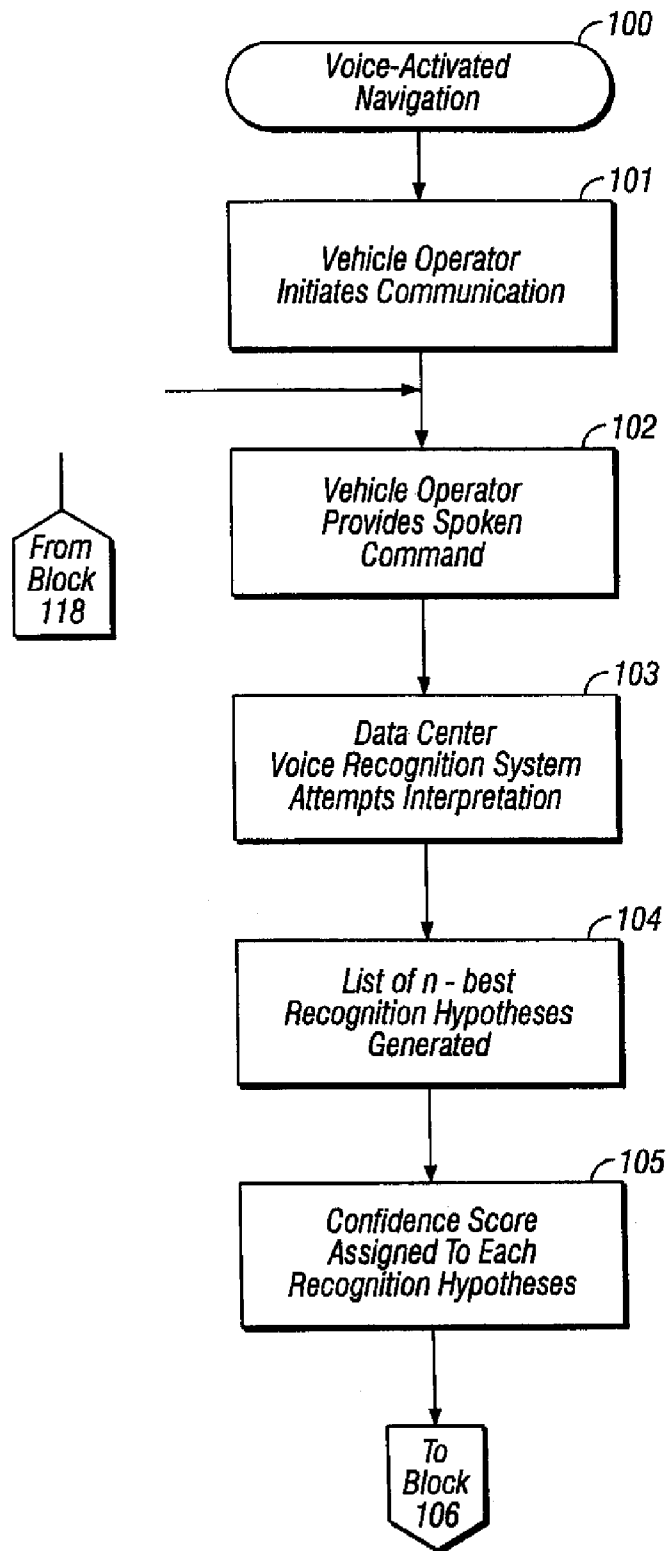 100
Voice-Activated
Navigation
101
Vehicle Operator
Initiates Communication
102
Vehicle Operator
Provides Spoken
Command
From
Block
118
103
Data Center
Voice Recognition System
Attempts Interpretation
104
List of n - best
Recognition Hypotheses
Generated
105
Confidence Score
Assigned To Each
Recognition Hypotheses
To
Block
106